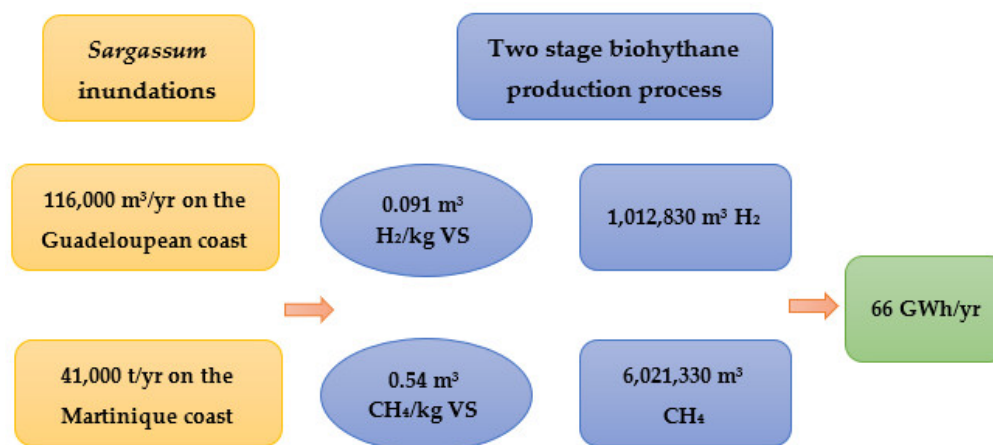 Sargassum
inundations
Two stage biohythane
production process
116,000 m³/yr on the
Guadeloupean coast
0.091 m³
H₂/kg VS
1,012,830 m³ H₂
66 GWh/yr
41,000 t/yr on the
Martinique coast
0.54 m³
CH₄/kg VS
6,021,330 m³
CH₄